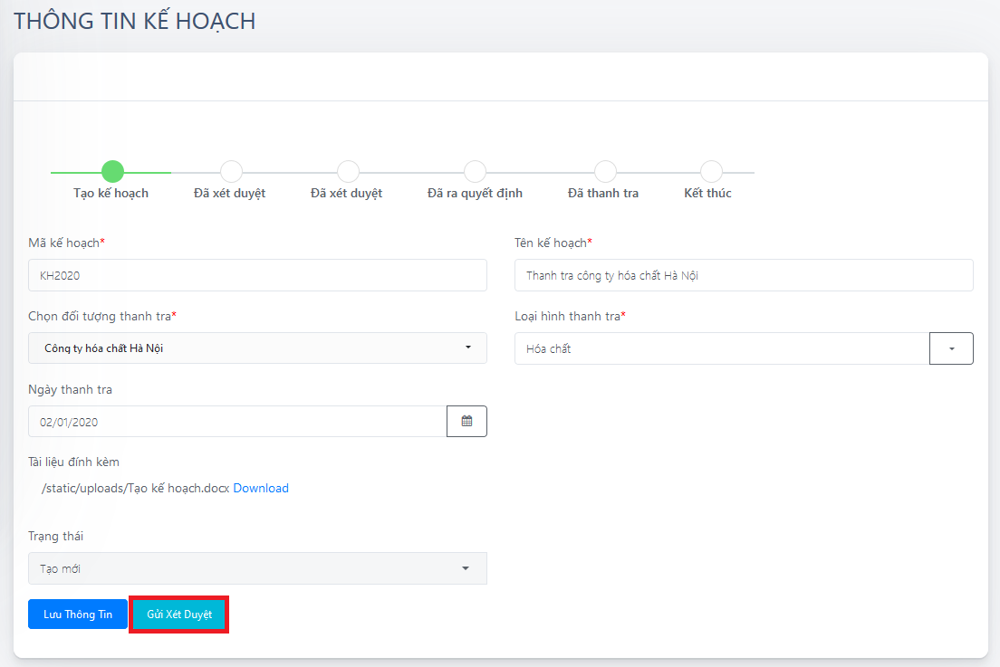 THÔNG TIN KẾ HOẠCH
Tạo kế hoạch Đã xét duyệt Đã xét duyệt Đã ra quyết định Đã thanh tra Kết thúc
Mã kế hoạch* Tên kế hoạch*
KH2020 Thanh tra công ty hóa chất Hà Nội
Chọn đối tượng thanh tra* Loại hình thanh tra*
Công ty hóa chất Hà Nội Hóa chất
Ngày thanh tra
02/01/2020
Tài liệu đính kèm
/static/uploads/Tạo kế hoạch.docx Download
Trạng thái
Tạo mới
Lưu Thông Tin Gửi Xét Duyệt